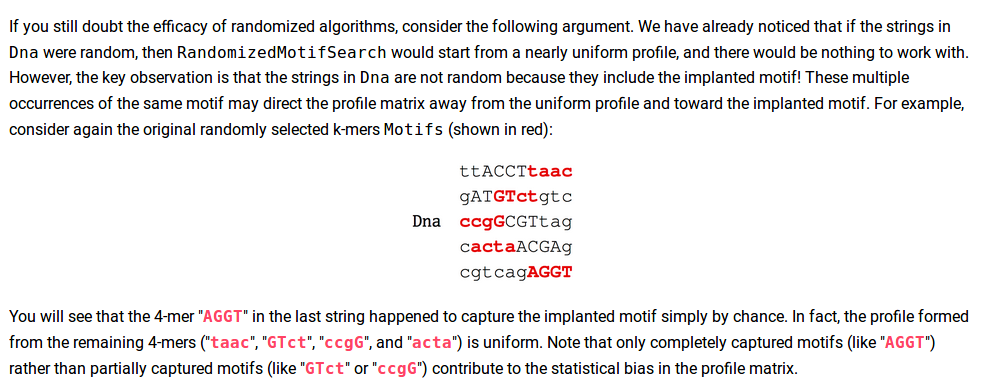 If you still doubt the efficacy of randomized algorithms, consider the following argument. We have already noticed that if the strings in
Dna were random, then RandomizedMotifSearch would start from a nearly uniform profile, and there would be nothing to work with.
However, the key observation is that the strings in Dna are not random because they include the implanted motif! These multiple
occurrences of the same motif may direct the profile matrix away from the uniform profile and toward the implanted motif. For example,
consider again the original randomly selected k-mers Motifs (shown in red):
ttACCTtaac
gATGTctgtc
Dna ccgGCGTtag
cactaACGAg
cgtcagAGGT
You will see that the 4-mer "AGGT" in the last string happened to capture the implanted motif simply by chance. In fact, the profile formed
from the remaining 4-mers ("taac", "GTct", "ccgG", and "acta") is uniform. Note that only completely captured motifs (like "AGGT")
rather than partially captured motifs (like "GTct" or "ccgG") contribute to the statistical bias in the profile matrix.